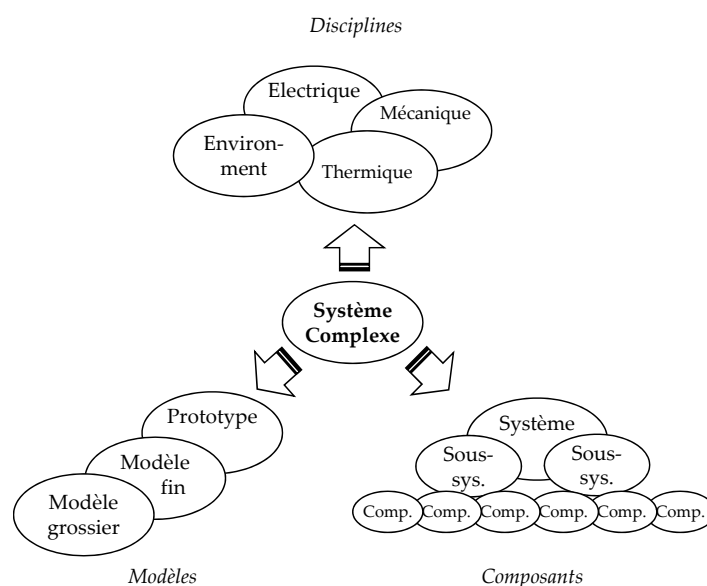 Disciplines
Electrique
Mécanique
Environ-
ment
Thermique
Système
Complexe
Prototype
Modèle
fin
Modèle
grossier
Système
Sous-
sys.
Sous-
sys.
Comp.
Comp.
Comp.
Comp.
Comp.
Comp.
Modèles
Composants